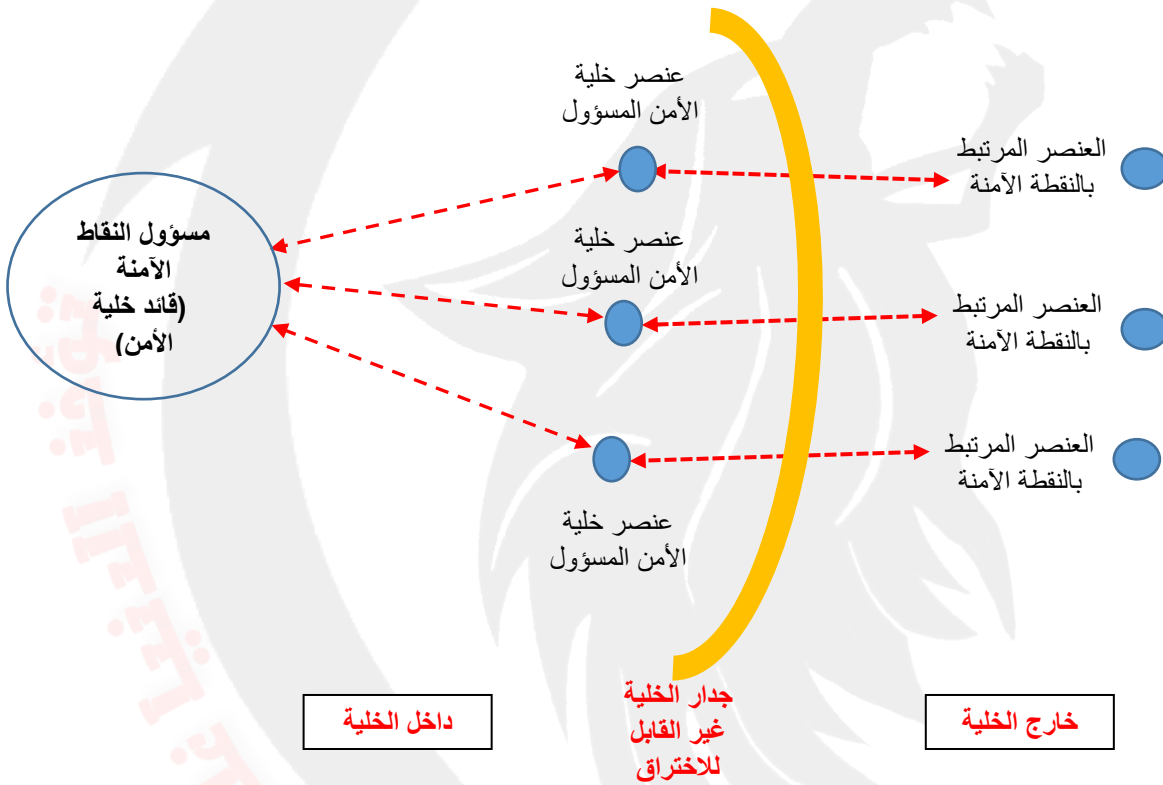 عنصر خلية
الأمن المسؤول
العنصر المرتبط
بالنقطة الآمنة
مسؤول النقاط
الآمنة
(قائد خلية
الأمن)
عنصر خلية
الأمن المسؤول
العنصر المرتبط
بالنقطة الآمنة
العنصر المرتبط
بالنقطة الآمنة
عنصر خلية
الأمن المسؤول
داخل الخلية
جدار الخلية
غير القابل
للاختراق
خارج الخلية